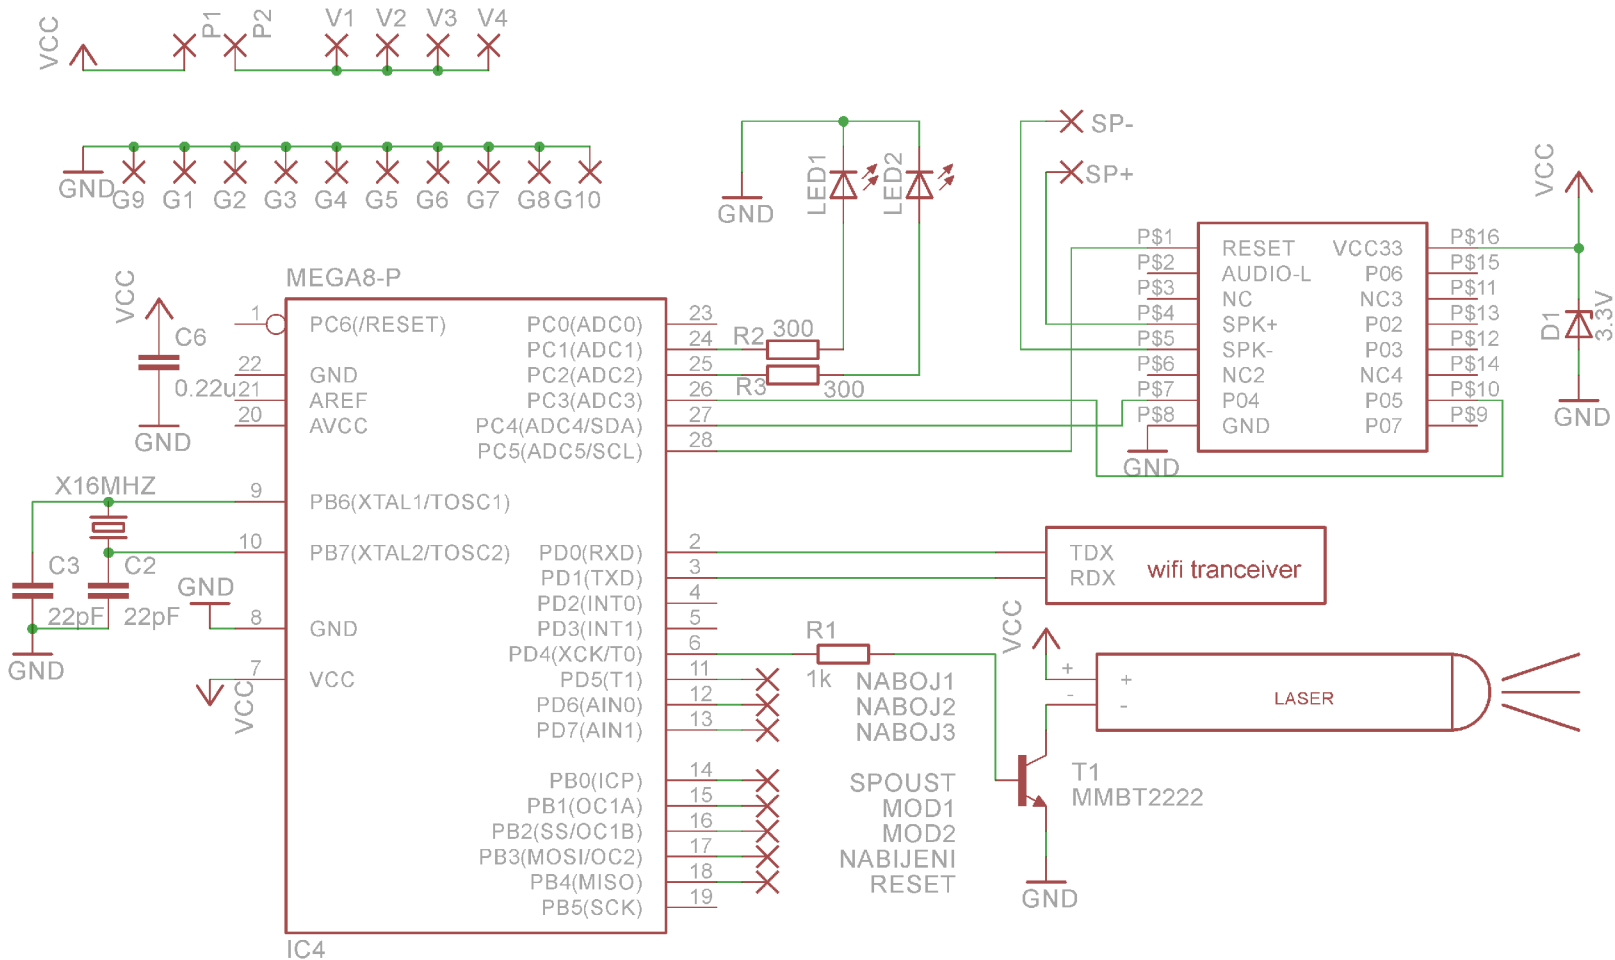 VCC
P1
P2
V1 V2 V3 V4
GND
G9 G1 G2 G3 G4 G5 G6 G7 G8 G10
SP-
SP+
LED1
LED2
GND
VCC
C6
0.22u
GND
MEGA8-P
1 PC6(/RESET)
22 GND
21 AREF
20 AVCC
9 PB6(XTAL1/TOSC1)
10 PB7(XTAL2/TOSC2)
8 GND
7 VCC
PC0(ADC0) 23
PC1(ADC1) 24
PC2(ADC2) 25
PC3(ADC3) 26
PC4(ADC4/SDA) 27
PC5(ADC5/SCL) 28
PD0(RXD) 2
PD1(TXD) 3
PD2(INT0) 4
PD3(INT1) 5
PD4(XCK/T0) 6
PD5(T1) 11
PD6(AIN0) 12
PD7(AIN1) 13
PB0(ICP) 14
PB1(OC1A) 15
PB2(SS/OC1B) 16
PB3(MOSI/OC2) 17
PB4(MISO) 18
PB5(SCK) 19
IC4
X16MHZ
C3
22pF
C2
22pF
GND
GND
VCC
R2 300
R3 300
P$1 RESET VCC33 P$16
P$2 AUDIO-L P06 P$15
P$3 NC NC3 P$11
P$4 SPK+ P02 P$13
P$5 SPK- P03 P$12
P$6 NC2 NC4 P$14
P$7 P04 P05 P$10
P$8 GND P07 P$9
GND
VCC
D1
3.3V
GND
TDX
RDX
wifi tranceiver
R1
1k
NABOJ1
NABOJ2
NABOJ3
SPOUST
MOD1
MOD2
NABIJENI
RESET
VCC
+ +
- -
LASER
T1
MMBT2222
GND